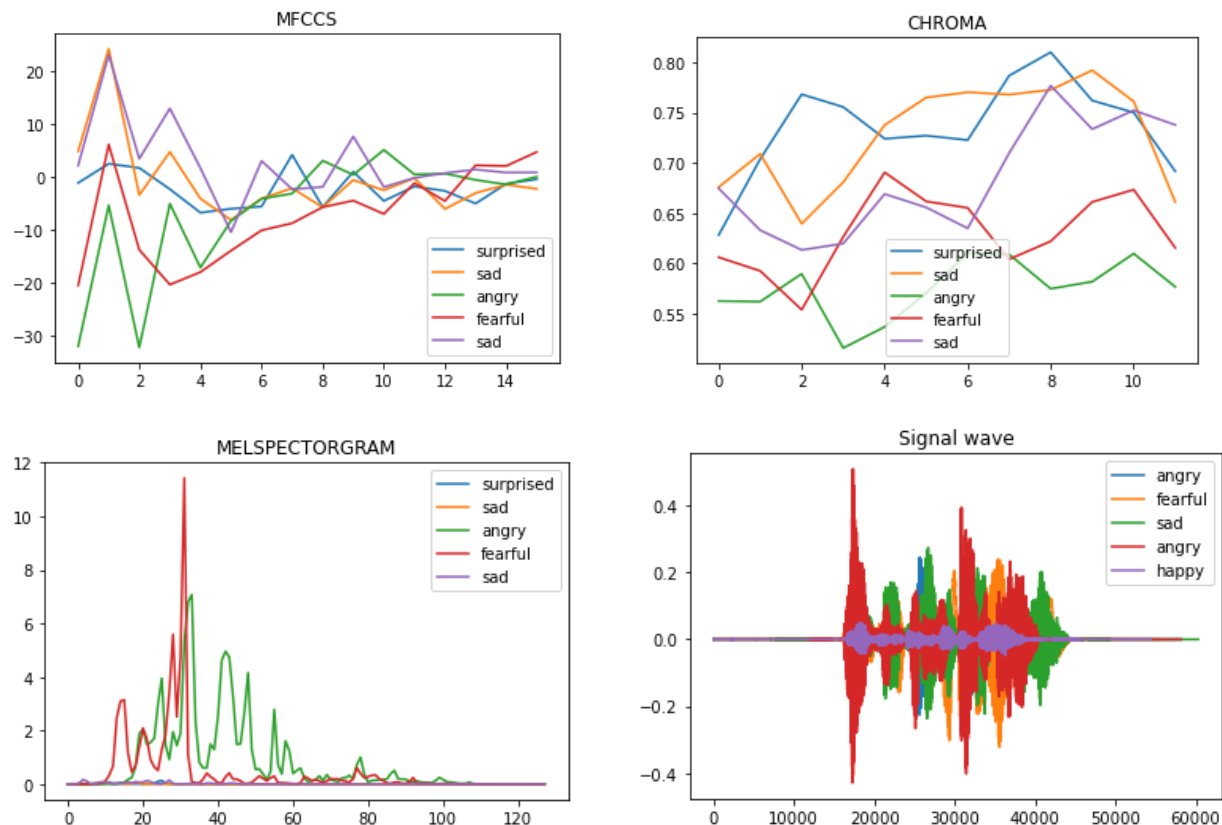 MFCCS
20
10
0
−10
−20
−30
0 2 4 6 8 10 12 14
surprised
sad
angry
fearful
sad
CHROMA
0.80
0.75
0.70
0.65
0.60
0.55
0 2 4 6 8 10
surprised
sad
angry
fearful
sad
MELSPECTORGRAM
12
10
8
6
4
2
0
0 20 40 60 80 100 120
surprised
sad
angry
fearful
sad
Signal wave
0.4
0.2
0.0
−0.2
−0.4
0 10000 20000 30000 40000 50000 60000
angry
fearful
sad
angry
happy